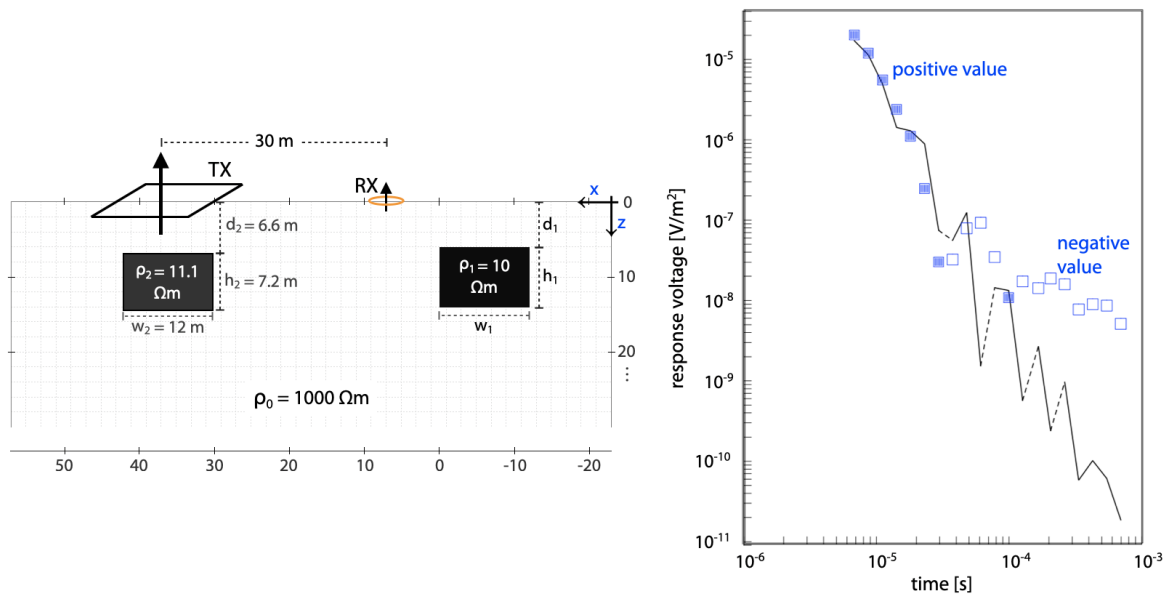 30 m
TX
RX
x
0
z
d₂ = 6.6 m
d₁
ρ₂ = 11.1
Ωm
h₂ = 7.2 m
ρ₁ = 10
Ωm
h₁
10
w₂ = 12 m
w₁
20
⋮
ρ₀ = 1000 Ωm
50 40 30 20 10 0 -10 -20
response voltage [V/m²]
10⁻⁵
10⁻⁶
10⁻⁷
10⁻⁸
10⁻⁹
10⁻¹⁰
10⁻¹¹
positive value
negative
value
10⁻⁶ 10⁻⁵ 10⁻⁴ 10⁻³
time [s]